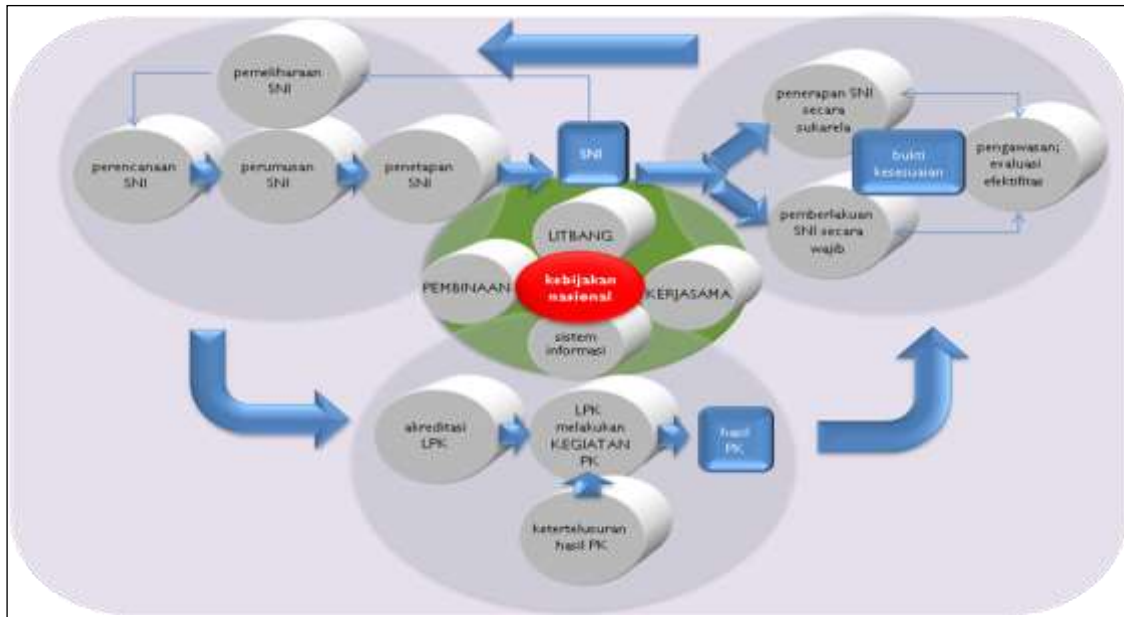 pemeliharaan
SNI
perencanaan
SNI
perumusan
SNI
penetapan
SNI
SNI
penerapan SNI
secara
sukarela
bukti
kesesuaian
pengawasan;
evaluasi
efektifitas
pemberlakuan
SNI secara
wajib
LITBANG
PEMBINAAN
kebijakan
nasional
KERJASAMA
sistem
informasi
akreditasi
LPK
LPK
melakukan
KEGIATAN
PK
hasil
PK
ketertelusuran
hasil PK